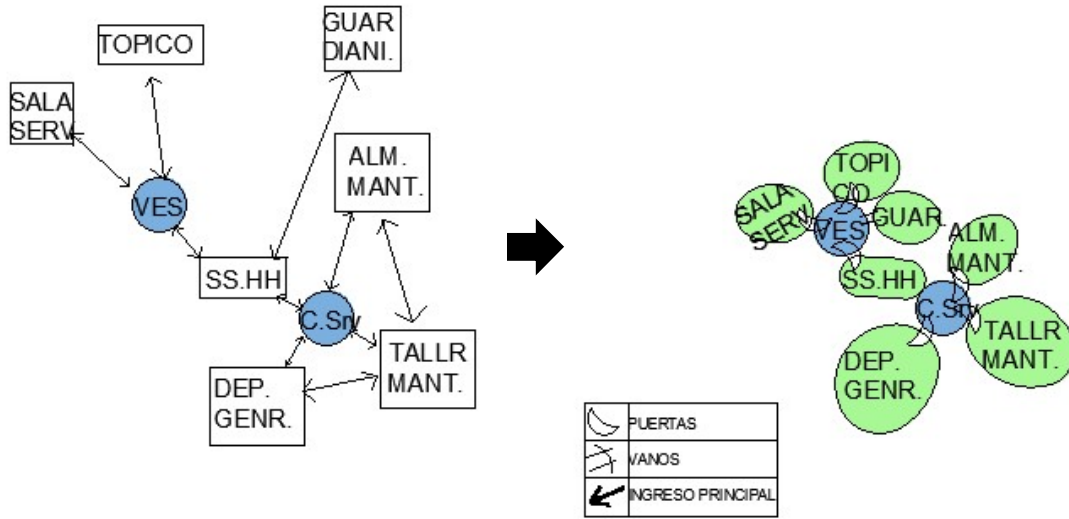 TOPICO
GUAR
DIANI.
SALA
SERV
ALM.
MANT.
VES
SS.HH
C.Srv
TALLR
MANT.
DEP.
GENR.
TOPI
CO
SALA
SERV
VES
GUAR.
ALM.
MANT.
SS.HH
C.Srv
TALLR
MANT.
DEP.
GENR.
PUERTAS
VANOS
INGRESO PRINCIPAL